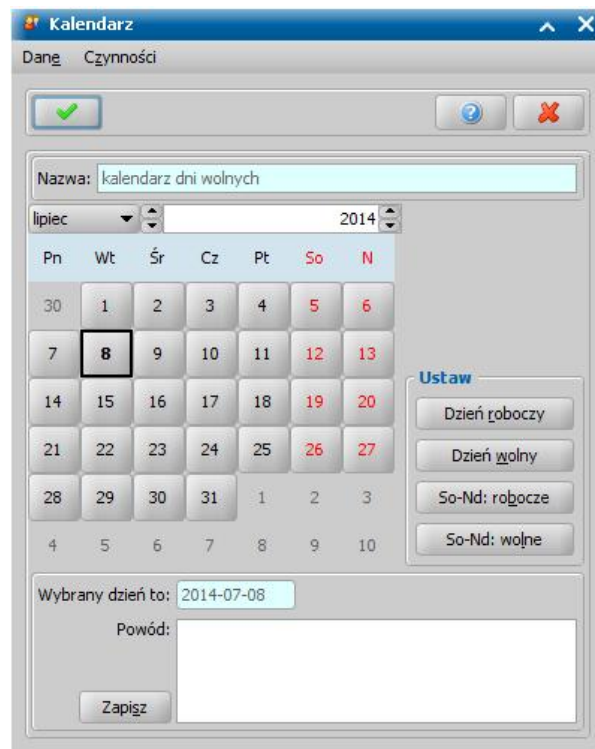 Kalendarz
Dane Czynności
Nazwa: kalendarz dni wolnych
lipiec 2014
Pn Wt Śr Cz Pt So N
30 1 2 3 4 5 6
7 8 9 10 11 12 13
14 15 16 17 18 19 20
21 22 23 24 25 26 27
28 29 30 31 1 2 3
4 5 6 7 8 9 10
Ustaw
Dzień roboczy
Dzień wolny
So-Nd: robocze
So-Nd: wolne
Wybrany dzień to: 2014-07-08
Powód:
Zapisz